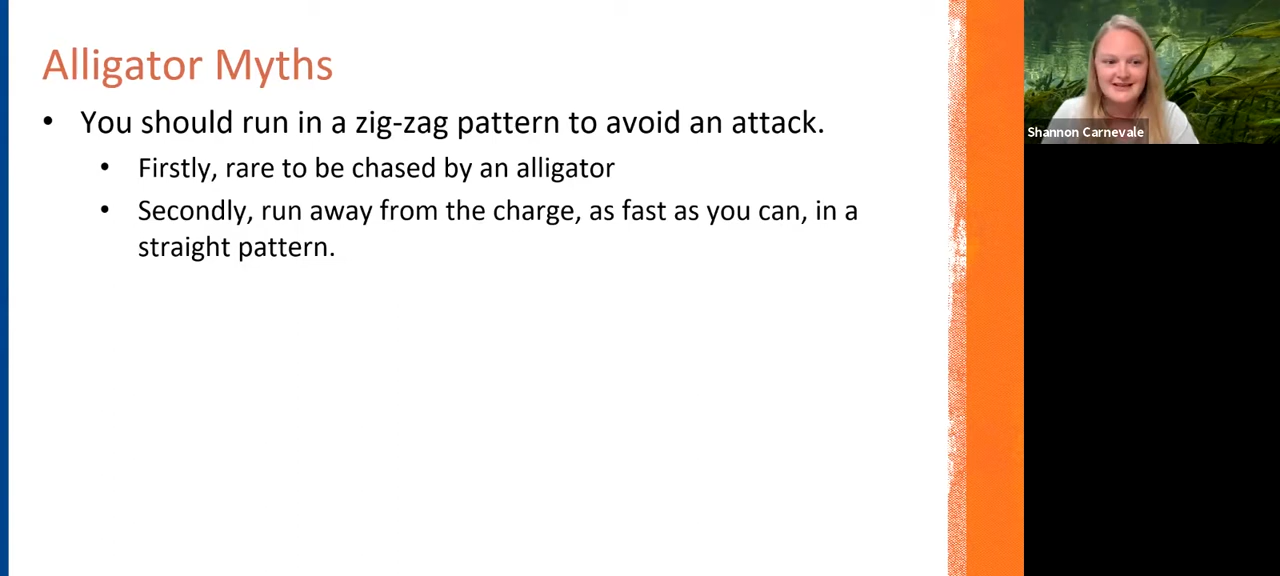 Alligator Myths
• You should run in a zig-zag pattern to avoid an attack.
• Firstly, rare to be chased by an alligator
• Secondly, run away from the charge, as fast as you can, in a
straight pattern.
Shannon Carnevale